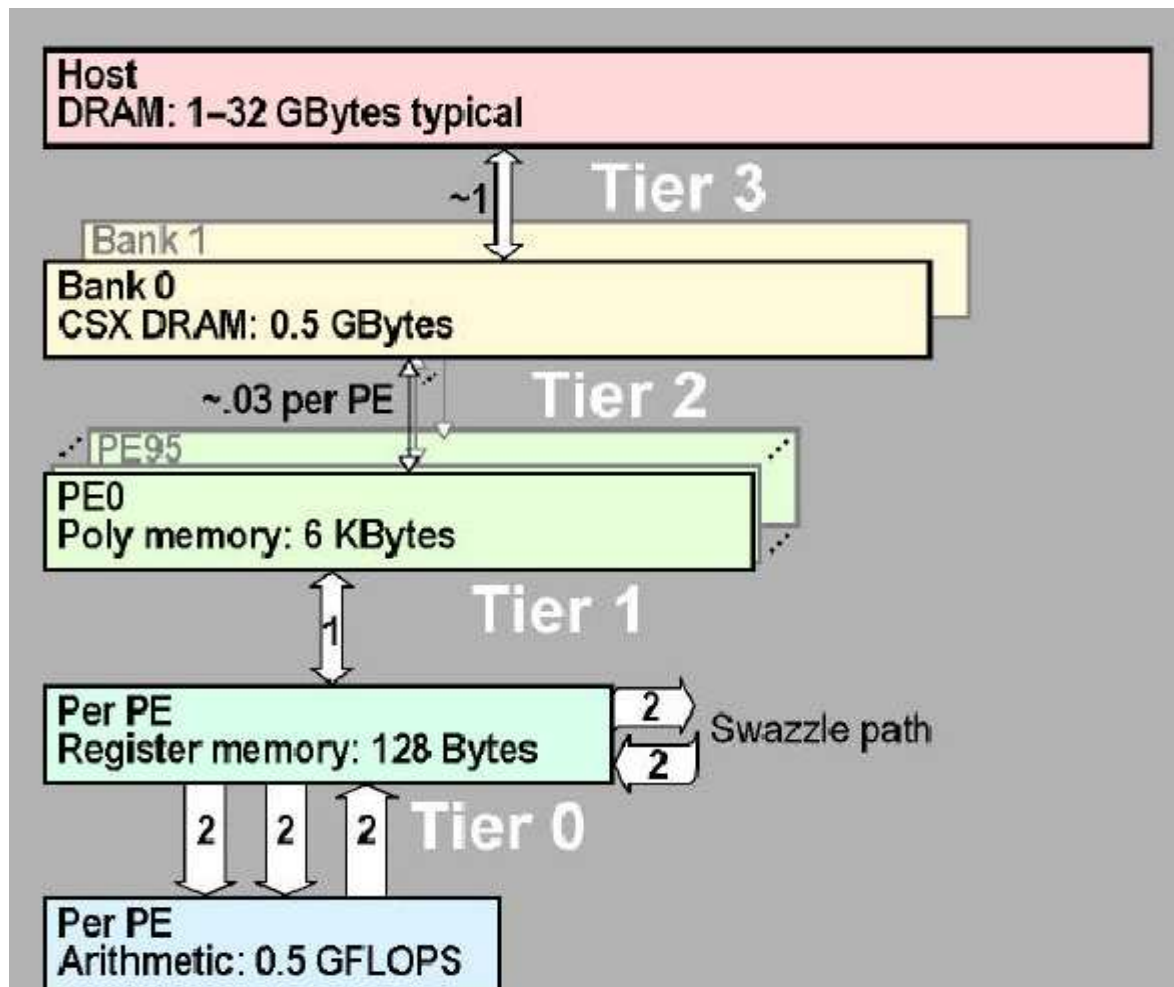 Host
DRAM: 1–32 GBytes typical
~1
Tier 3
Bank 1
Bank 0
CSX DRAM: 0.5 GBytes
~.03 per PE
Tier 2
PE95
PE0
Poly memory: 6 KBytes
1
Tier 1
Per PE
Register memory: 128 Bytes
2
2
Swazzle path
2
2
2
Tier 0
Per PE
Arithmetic: 0.5 GFLOPS